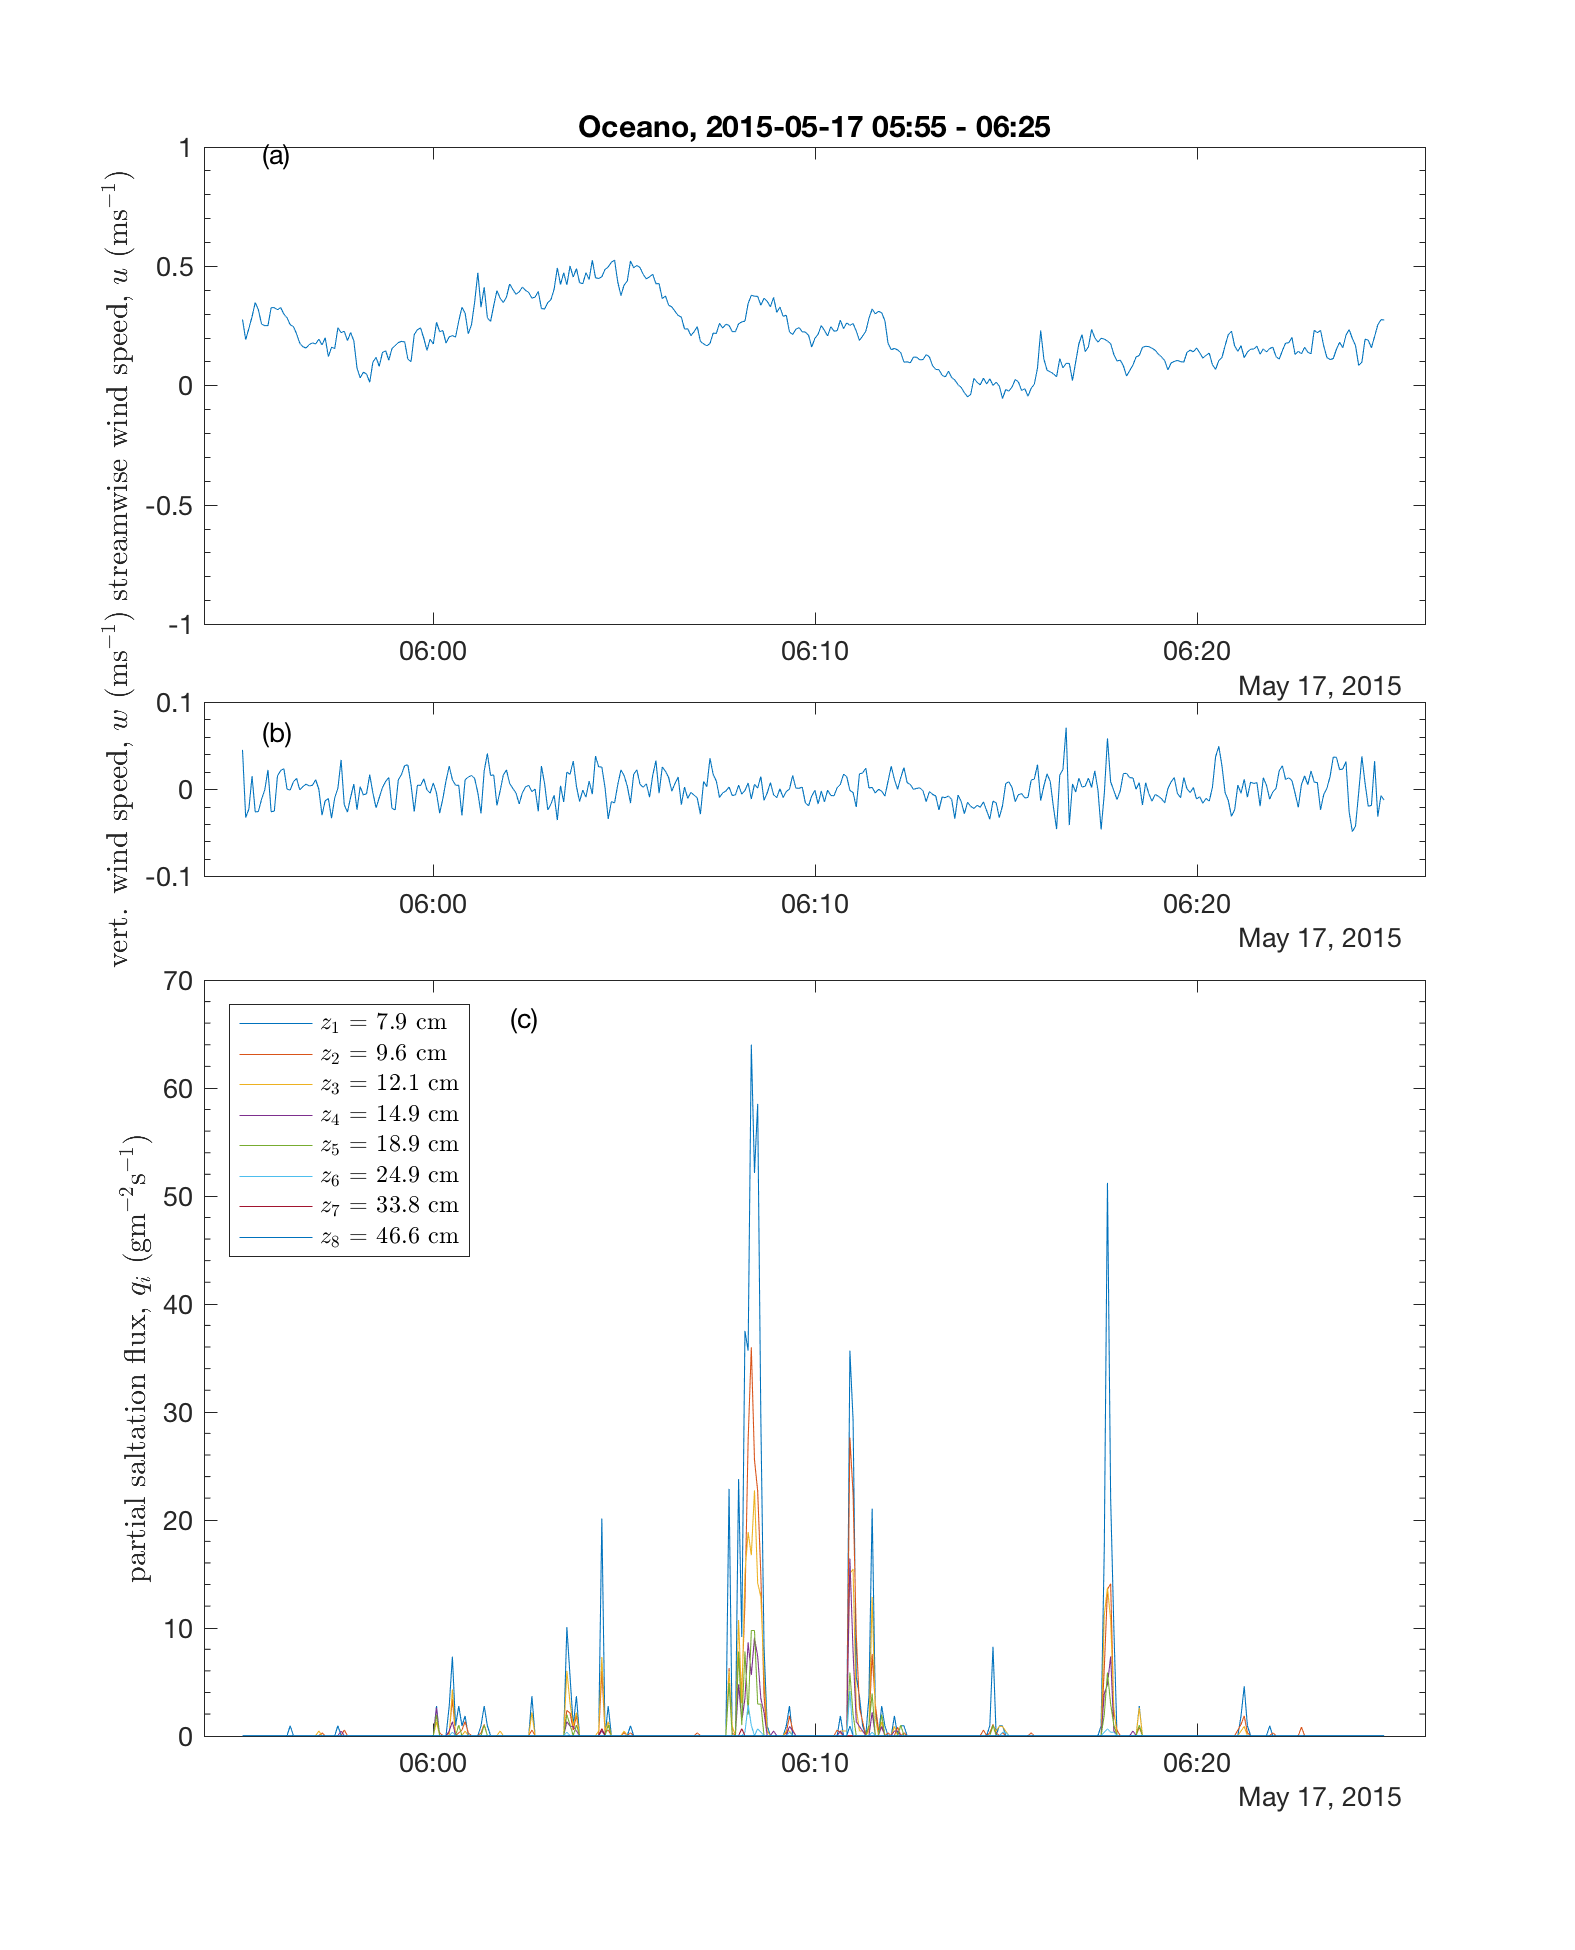 Oceano, 2015-05-17 05:55 - 06:25
(a)
streamwise wind speed, u (ms⁻¹)
1
0.5
0
-0.5
-1
06:00 06:10 06:20
May 17, 2015
(b)
vert. wind speed, w (ms⁻¹)
0.1
0
-0.1
06:00 06:10 06:20
May 17, 2015
(c)
partial saltation flux, qᵢ (gm⁻²s⁻¹)
70
60
50
40
30
20
10
0
z₁ = 7.9 cm
z₂ = 9.6 cm
z₃ = 12.1 cm
z₄ = 14.9 cm
z₅ = 18.9 cm
z₆ = 24.9 cm
z₇ = 33.8 cm
z₈ = 46.6 cm
06:00 06:10 06:20
May 17, 2015